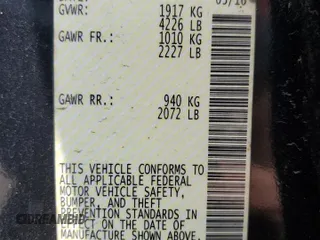 GVWR: 1917 KG
4226 LB
GAWR FR.: 1010 KG
2227 LB
GAWR RR.: 940 KG
2072 LB
THIS VEHICLE CONFORMS TO
ALL APPLICABLE FEDERAL
MOTOR VEHICLE SAFETY,
BUMPER, AND THEFT
PREVENTION STANDARDS IN
EFFECT ON THE DATE OF
MANUFACTURE SHOWN ABOVE.